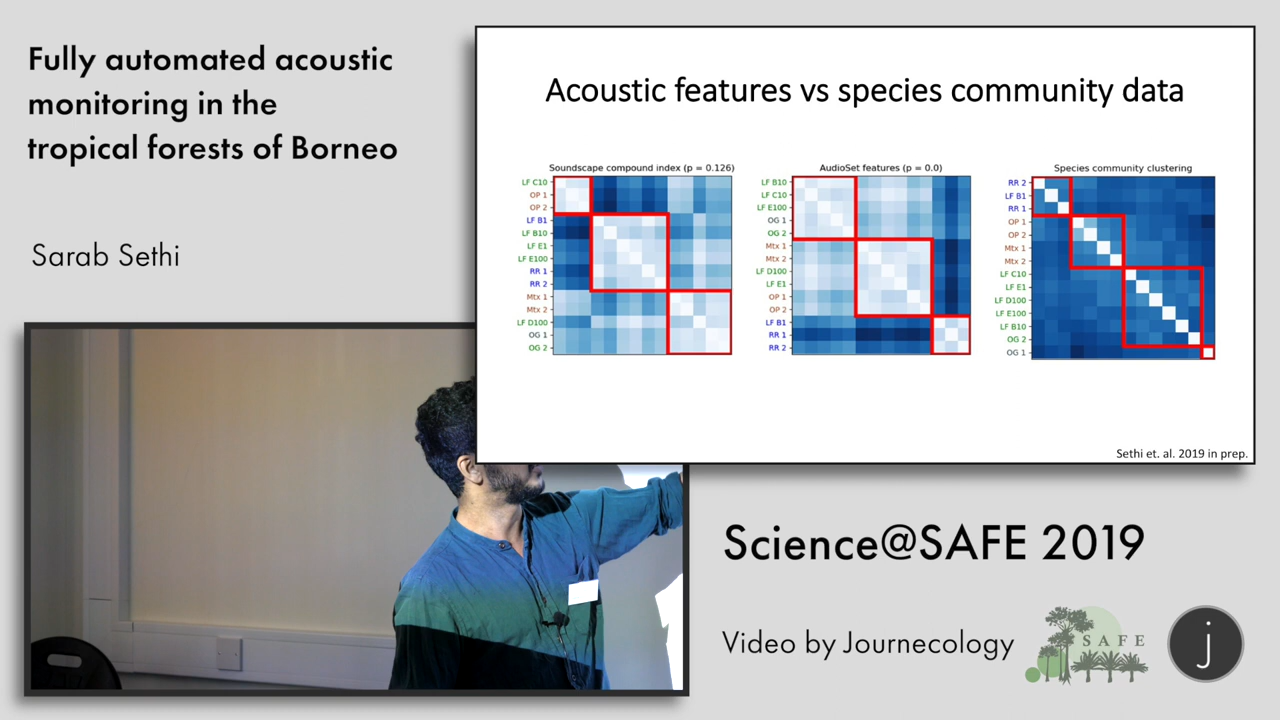 Fully automated acoustic
monitoring in the
tropical forests of Borneo
Sarab Sethi
Acoustic features vs species community data
Soundscape compound index (p = 0.126)
LF C10
OP 1
OP 2
LF B1
LF B10
LF E1
LF E100
RR 1
RR 2
Mtx 1
Mtx 2
LF D100
OG 1
OG 2
AudioSet features (p = 0.0)
LF B10
LF C10
LF E100
OG 1
OG 2
Mtx 1
Mtx 2
LF D100
LF E1
OP 1
OP 2
LF B1
RR 1
RR 2
Species community clustering
RR 2
LF B1
RR 1
OP 1
OP 2
Mtx 1
Mtx 2
LF C10
LF E1
LF D100
LF E100
LF B10
OG 2
OG 1
Sethi et. al. 2019 in prep.
Science@SAFE 2019
Video by Journecology
SAFE
j